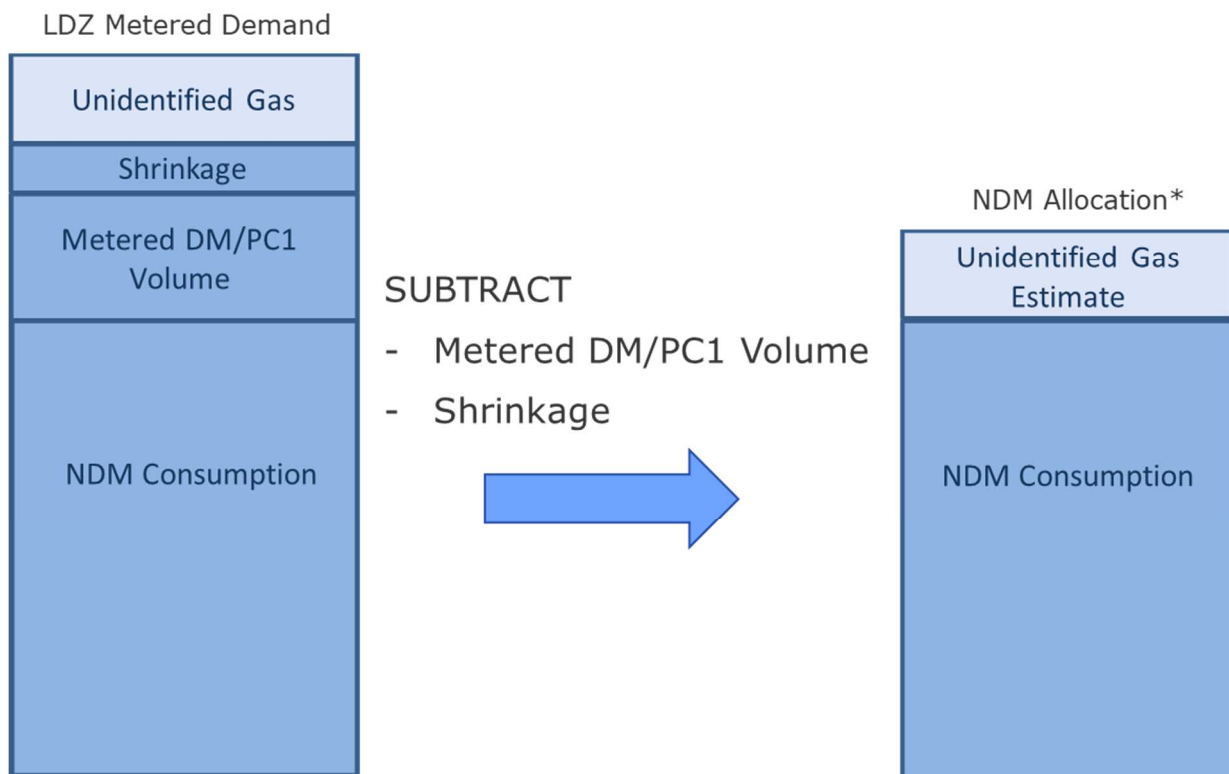 LDZ Metered Demand
Unidentified Gas
Shrinkage
Metered DM/PC1
Volume
NDM Consumption
SUBTRACT
- Metered DM/PC1 Volume
- Shrinkage
NDM Allocation*
Unidentified Gas
Estimate
NDM Consumption